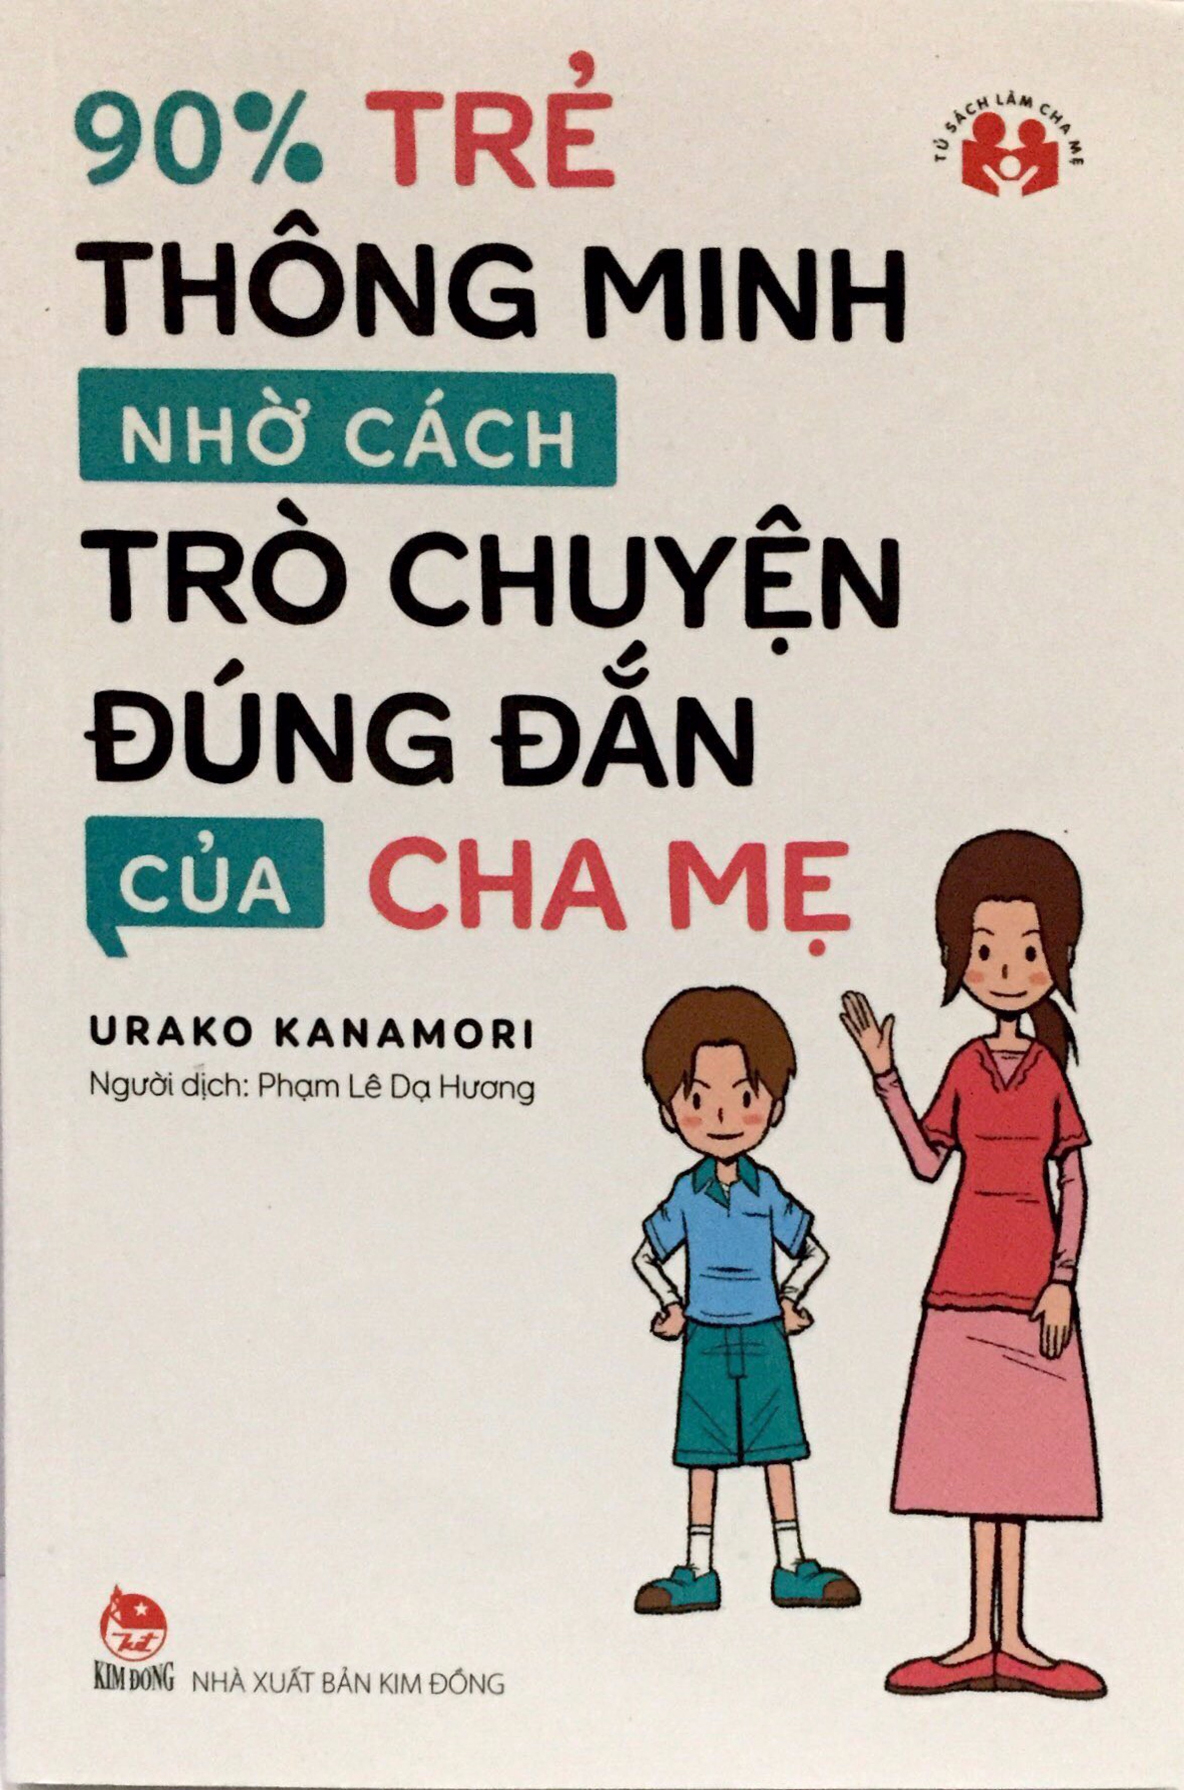 90% TRẺ
TỦ SÁCH LÀM CHA MẸ
THÔNG MINH
NHỜ CÁCH
TRÒ CHUYỆN
ĐÚNG ĐẮN
CỦA CHA MẸ
URAKO KANAMORI
Người dịch: Phạm Lê Dạ Hương
KIM ĐỒNG NHÀ XUẤT BẢN KIM ĐỒNG